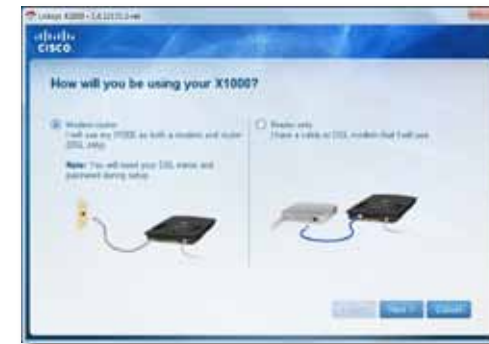 Linksys X1000 -
CISCO
How will you be using your X1000?
Modem router
I will use my X1000 as both a modem and router
(DSL only).
Note: You will need your DSL name and
password during setup.
Router only
I have a cable or DSL modem that I will use.
Next >
Cancel